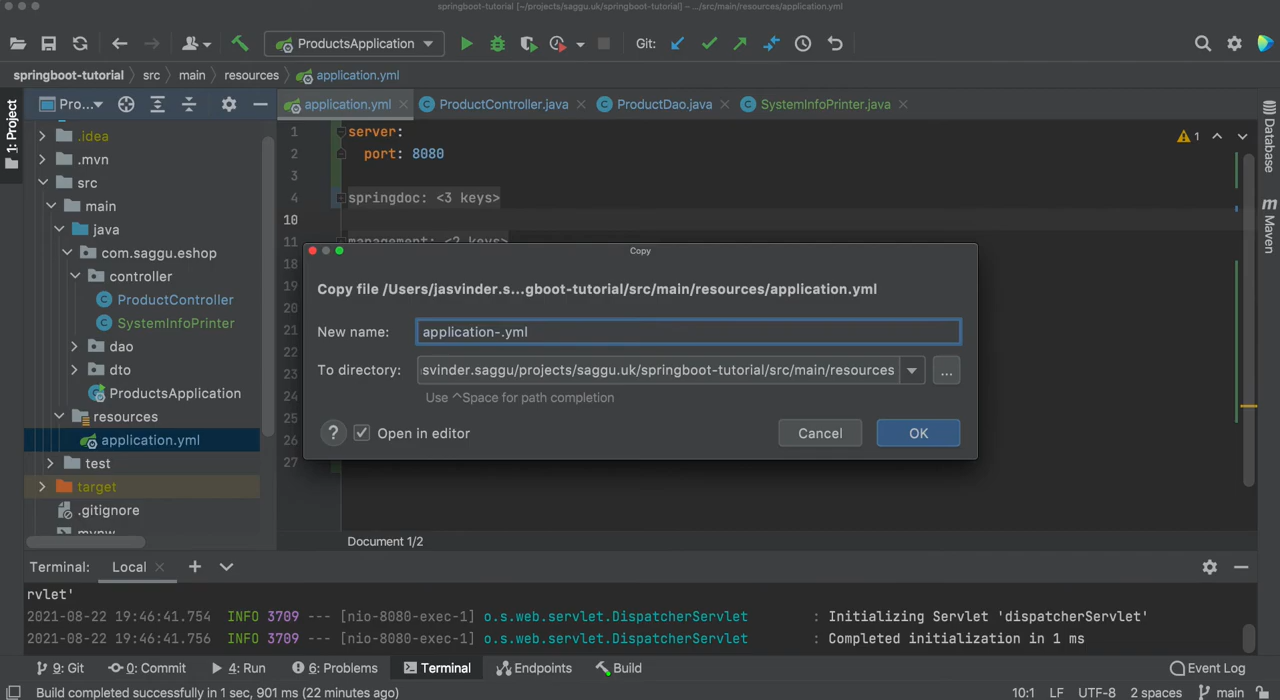 springboot-tutorial [~/projects/saggu.uk/springboot-tutorial] – .../src/main/resources/application.yml
ProductsApplication
Git:
springboot-tutorial
src
main
resources
application.yml
1: Project
Pro...
application.yml
ProductController.java
ProductDao.java
SystemInfoPrinter.java
.idea
.mvn
src
main
java
com.saggu.eshop
controller
ProductController
SystemInfoPrinter
dao
dto
ProductsApplication
resources
application.yml
test
target
.gitignore
mvnw
1 server:
2 port: 8080
3
4 springdoc: <3 keys>
10
11 management: <2 keys>
18
19
20
21
22
23
24
25
26
27
1
Database
m Maven
Copy
Copy file /Users/jasvinder.s...gboot-tutorial/src/main/resources/application.yml
New name: application-.yml
To directory: svinder.saggu/projects/saggu.uk/springboot-tutorial/src/main/resources
...
Use ^Space for path completion
? Open in editor
Cancel
OK
Document 1/2
Terminal: Local
rvlet'
2021-08-22 19:46:41.754 INFO 3709 --- [nio-8080-exec-1] o.s.web.servlet.DispatcherServlet : Initializing Servlet 'dispatcherServlet'
2021-08-22 19:46:41.756 INFO 3709 --- [nio-8080-exec-1] o.s.web.servlet.DispatcherServlet : Completed initialization in 1 ms
9: Git
0: Commit
4: Run
6: Problems
Terminal
Endpoints
Build
Event Log
Build completed successfully in 1 sec, 901 ms (22 minutes ago)
10:1
LF
UTF-8
2 spaces
main